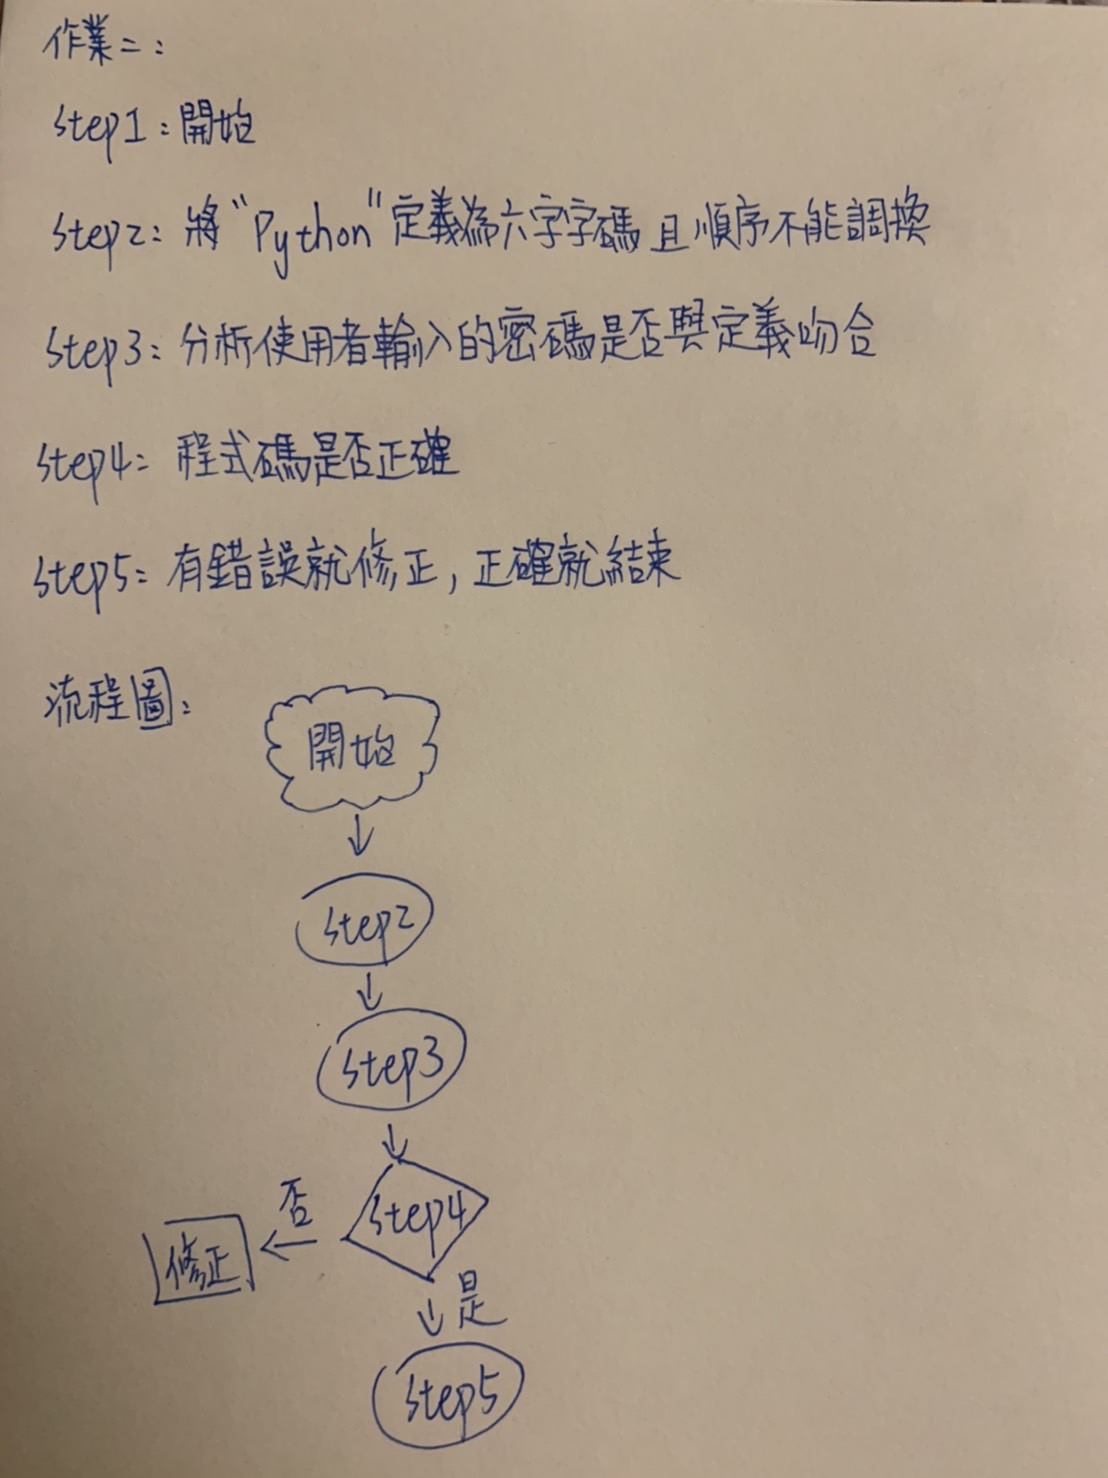 作業二：
Step1：開始
Step2：將“Python”定義為六字字碼且順序不能調換
Step3：分析使用者輸入的密碼是否與定義吻合
Step4：程式碼是否正確
Step5：有錯誤就修正，正確就結束
流程圖：
開始
Step2
Step3
Step4
否
修正
是
Step5